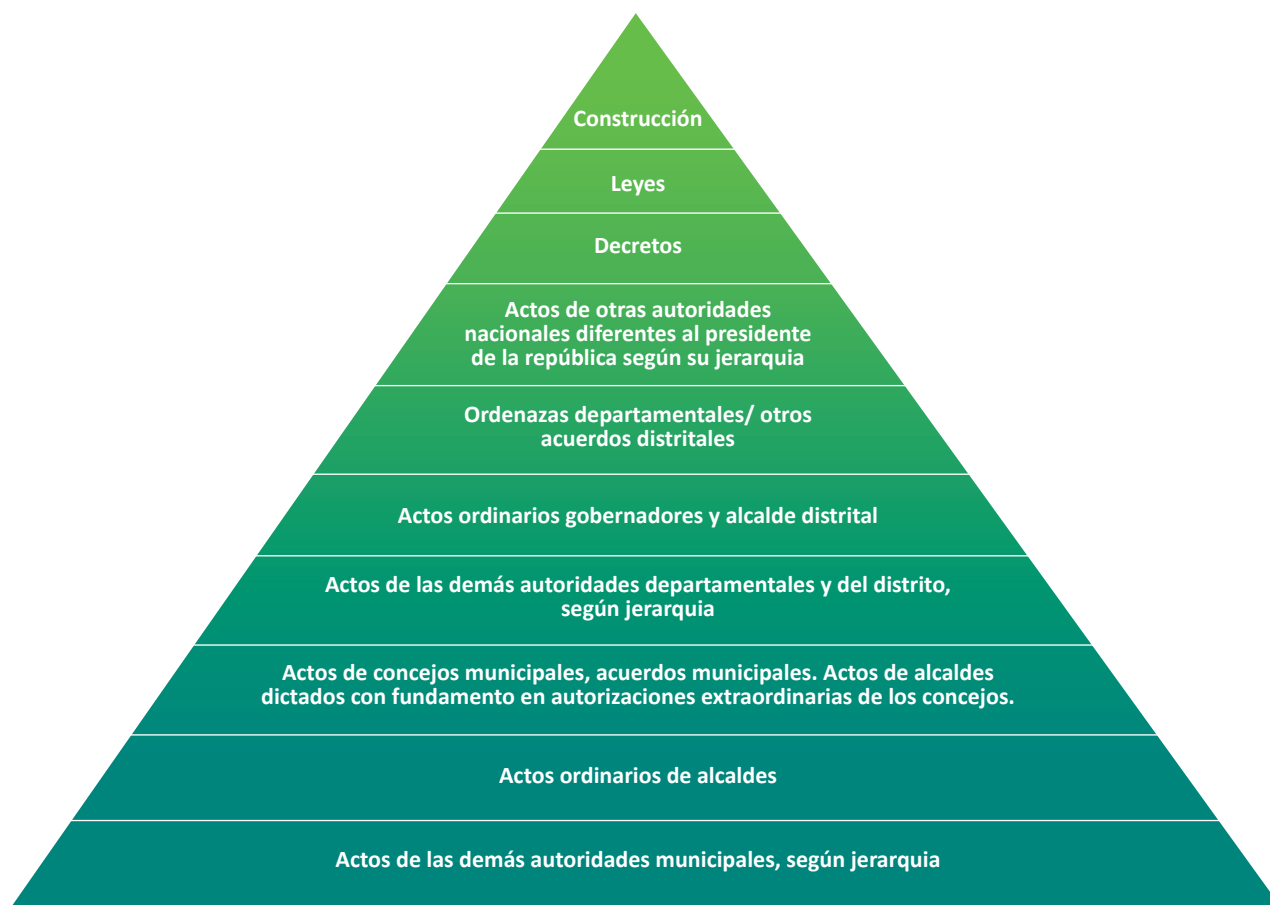 Construcción
Leyes
Decretos
Actos de otras autoridades
nacionales diferentes al presidente
de la república según su jerarquia
Ordenazas departamentales/ otros
acuerdos distritales
Actos ordinarios gobernadores y alcalde distrital
Actos de las demás autoridades departamentales y del distrito,
según jerarquia
Actos de concejos municipales, acuerdos municipales. Actos de alcaldes
dictados con fundamento en autorizaciones extraordinarias de los concejos.
Actos ordinarios de alcaldes
Actos de las demás autoridades municipales, según jerarquia